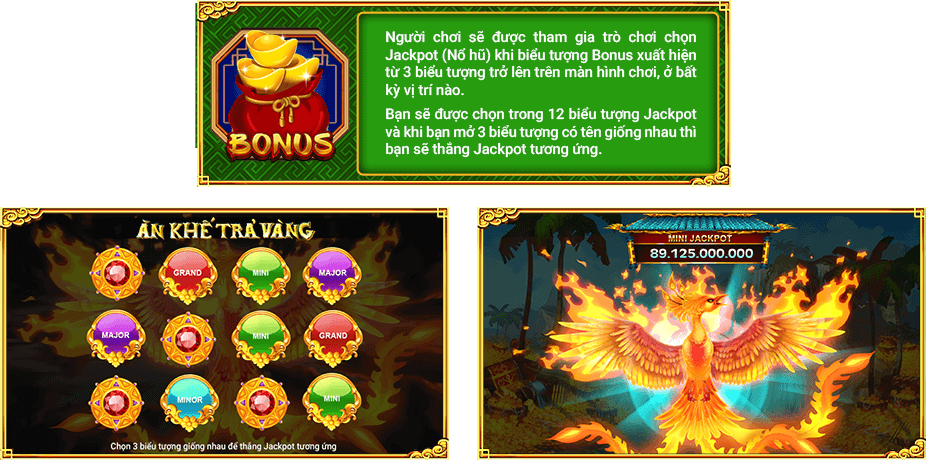 BONUS
Người chơi sẽ được tham gia trò chơi chọn
Jackpot (Nổ hũ) khi biểu tượng Bonus xuất hiện
từ 3 biểu tượng trở lên trên màn hình chơi, ở bất
kỳ vị trí nào.
Bạn sẽ được chọn trong 12 biểu tượng Jackpot
và khi bạn mở 3 biểu tượng có tên giống nhau thì
bạn sẽ thắng Jackpot tương ứng.
ĂN KHẾ TRẢ VÀNG
GRAND MINI MAJOR
MAJOR MINI GRAND
MINOR MINI
Chọn 3 biểu tượng giống nhau để thắng Jackpot tương ứng
MINI JACKPOT
89.125.000.000